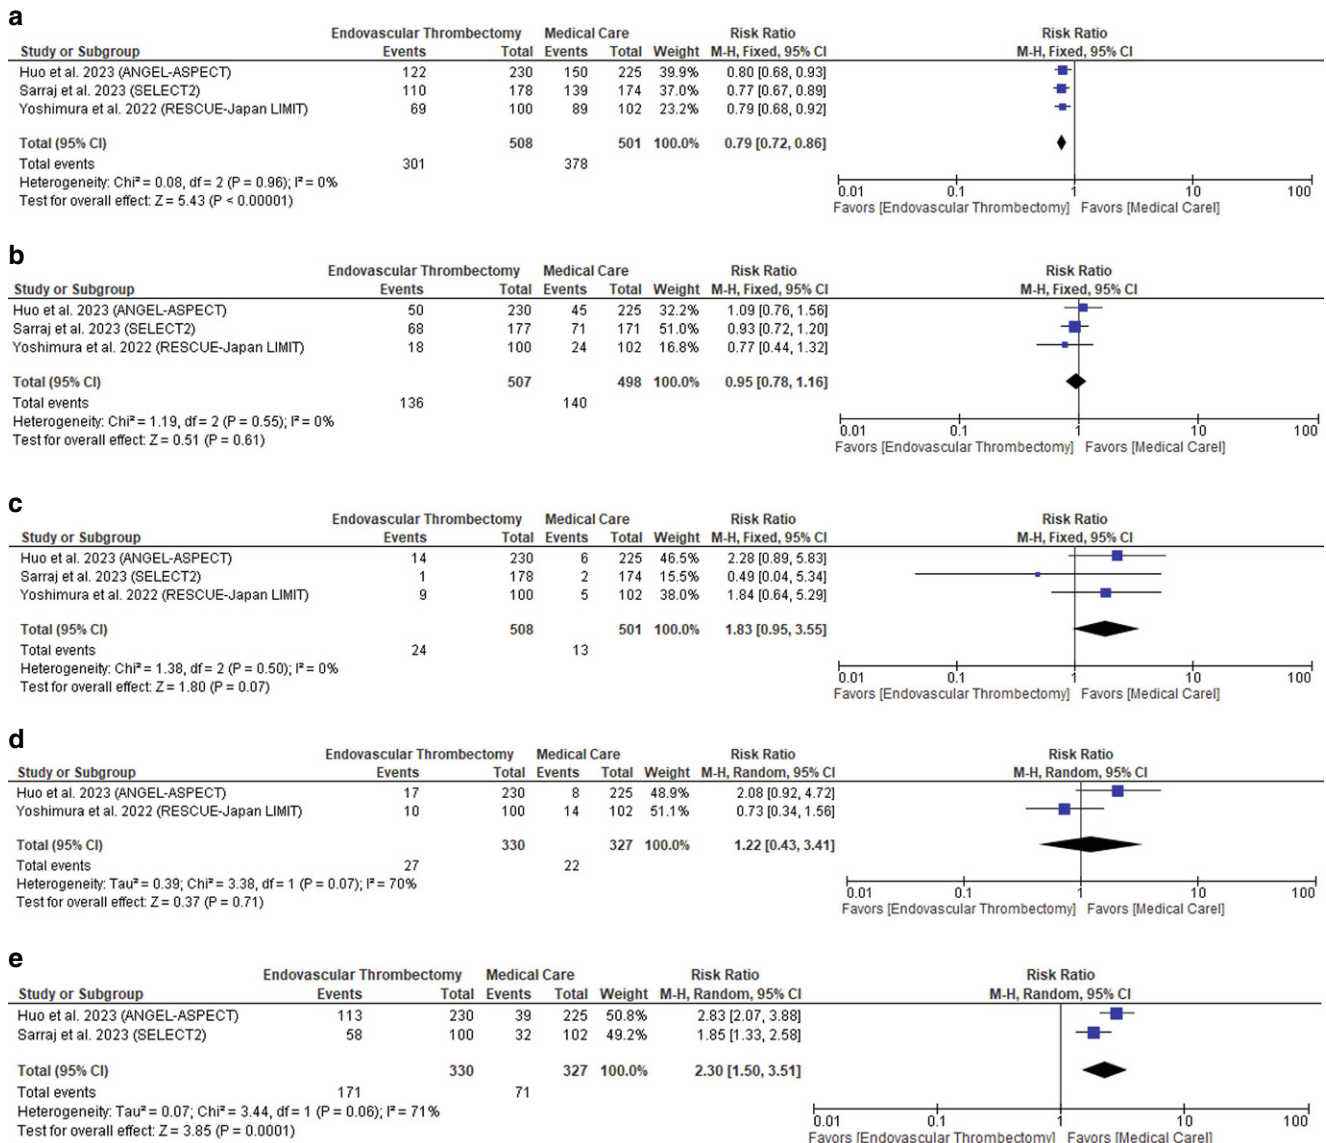 a
Endovascular Thrombectomy Medical Care Risk Ratio Risk Ratio
Study or Subgroup Events Total Events Total Weight M-H, Fixed, 95% CI M-H, Fixed, 95% CI
Huo et al. 2023 (ANGEL-ASPECT) 122 230 150 225 39.9% 0.80 [0.68, 0.93]
Sarraj et al. 2023 (SELECT2) 110 178 139 174 37.0% 0.77 [0.67, 0.89]
Yoshimura et al. 2022 (RESCUE-Japan LIMIT) 69 100 89 102 23.2% 0.79 [0.68, 0.92]
Total (95% CI) 508 501 100.0% 0.79 [0.72, 0.86]
Total events 301 378
Heterogeneity: Chi² = 0.08, df = 2 (P = 0.96); I² = 0%
Test for overall effect: Z = 5.43 (P < 0.00001)
0.01 0.1 1 10 100
Favors [Endovascular Thrombectomy] Favors [Medical Carel]
b
Endovascular Thrombectomy Medical Care Risk Ratio Risk Ratio
Study or Subgroup Events Total Events Total Weight M-H, Fixed, 95% CI M-H, Fixed, 95% CI
Huo et al. 2023 (ANGEL-ASPECT) 50 230 45 225 32.2% 1.09 [0.76, 1.56]
Sarraj et al. 2023 (SELECT2) 68 177 71 171 51.0% 0.93 [0.72, 1.20]
Yoshimura et al. 2022 (RESCUE-Japan LIMIT) 18 100 24 102 16.8% 0.77 [0.44, 1.32]
Total (95% CI) 507 498 100.0% 0.95 [0.78, 1.16]
Total events 136 140
Heterogeneity: Chi² = 1.19, df = 2 (P = 0.55); I² = 0%
Test for overall effect: Z = 0.51 (P = 0.61)
0.01 0.1 1 10 100
Favors [Endovascular Thrombectomy] Favors [Medical Carel]
c
Endovascular Thrombectomy Medical Care Risk Ratio Risk Ratio
Study or Subgroup Events Total Events Total Weight M-H, Fixed, 95% CI M-H, Fixed, 95% CI
Huo et al. 2023 (ANGEL-ASPECT) 14 230 6 225 46.5% 2.28 [0.89, 5.83]
Sarraj et al. 2023 (SELECT2) 1 178 2 174 15.5% 0.49 [0.04, 5.34]
Yoshimura et al. 2022 (RESCUE-Japan LIMIT) 9 100 5 102 38.0% 1.84 [0.64, 5.29]
Total (95% CI) 508 501 100.0% 1.83 [0.95, 3.55]
Total events 24 13
Heterogeneity: Chi² = 1.38, df = 2 (P = 0.50); I² = 0%
Test for overall effect: Z = 1.80 (P = 0.07)
0.01 0.1 1 10 100
Favors [Endovascular Thrombectomy] Favors [Medical Carel]
d
Endovascular Thrombectomy Medical Care Risk Ratio Risk Ratio
Study or Subgroup Events Total Events Total Weight M-H, Random, 95% CI M-H, Random, 95% CI
Huo et al. 2023 (ANGEL-ASPECT) 17 230 8 225 48.9% 2.08 [0.92, 4.72]
Yoshimura et al. 2022 (RESCUE-Japan LIMIT) 10 100 14 102 51.1% 0.73 [0.34, 1.56]
Total (95% CI) 330 327 100.0% 1.22 [0.43, 3.41]
Total events 27 22
Heterogeneity: Tau² = 0.39; Chi² = 3.38, df = 1 (P = 0.07); I² = 70%
Test for overall effect: Z = 0.37 (P = 0.71)
0.01 0.1 1 10 100
Favors [Endovascular Thrombectomy] Favors [Medical Carel]
e
Endovascular Thrombectomy Medical Care Risk Ratio Risk Ratio
Study or Subgroup Events Total Events Total Weight M-H, Random, 95% CI M-H, Random, 95% CI
Huo et al. 2023 (ANGEL-ASPECT) 113 230 39 225 50.8% 2.83 [2.07, 3.88]
Sarraj et al. 2023 (SELECT2) 58 100 32 102 49.2% 1.85 [1.33, 2.58]
Total (95% CI) 330 327 100.0% 2.30 [1.50, 3.51]
Total events 171 71
Heterogeneity: Tau² = 0.07; Chi² = 3.44, df = 1 (P = 0.06); I² = 71%
Test for overall effect: Z = 3.85 (P = 0.0001)
0.01 0.1 1 10 100
Favors [Endovascular Thrombectomy] Favors [Medical Carel]